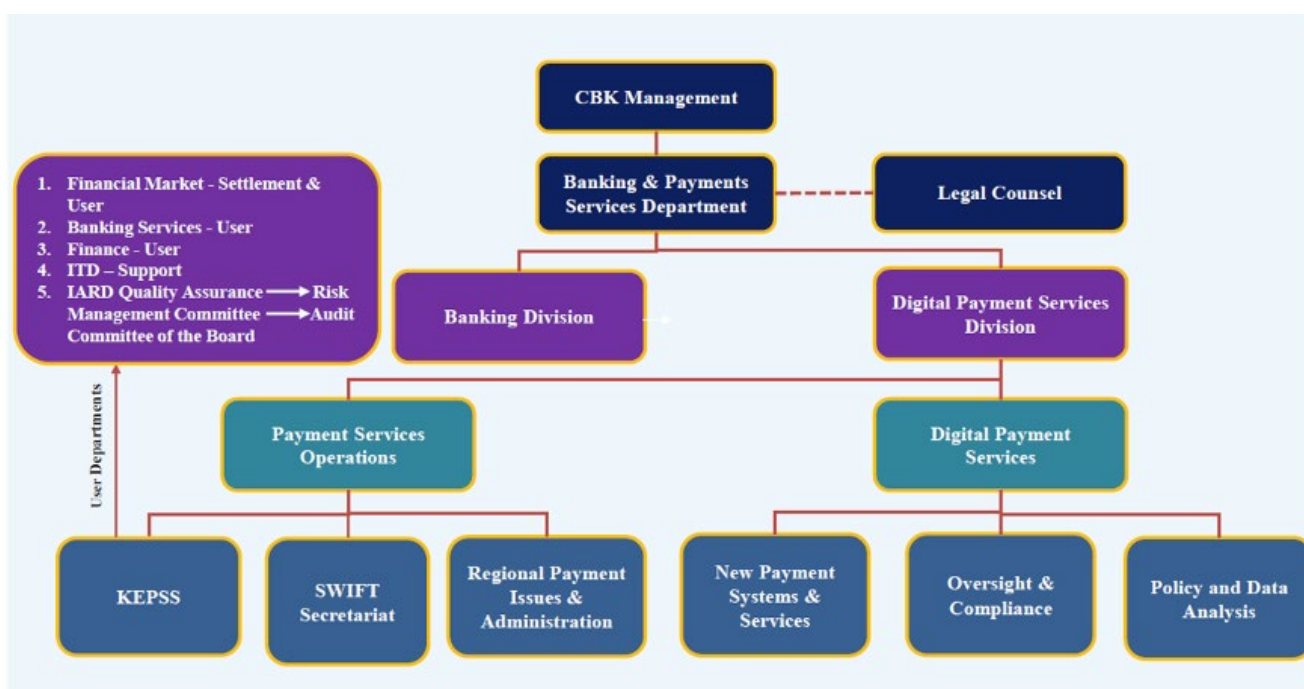 CBK Management
Banking & Payments
Services Department
Legal Counsel
1. Financial Market - Settlement &
User
2. Banking Services - User
3. Finance - User
4. ITD – Support
5. IARD Quality Assurance Risk
Management Committee Audit
Committee of the Board
Banking Division
Digital Payment Services
Division
User Departments
Payment Services
Operations
Digital Payment
Services
KEPSS
SWIFT
Secretariat
Regional Payment
Issues &
Administration
New Payment
Systems &
Services
Oversight &
Compliance
Policy and Data
Analysis